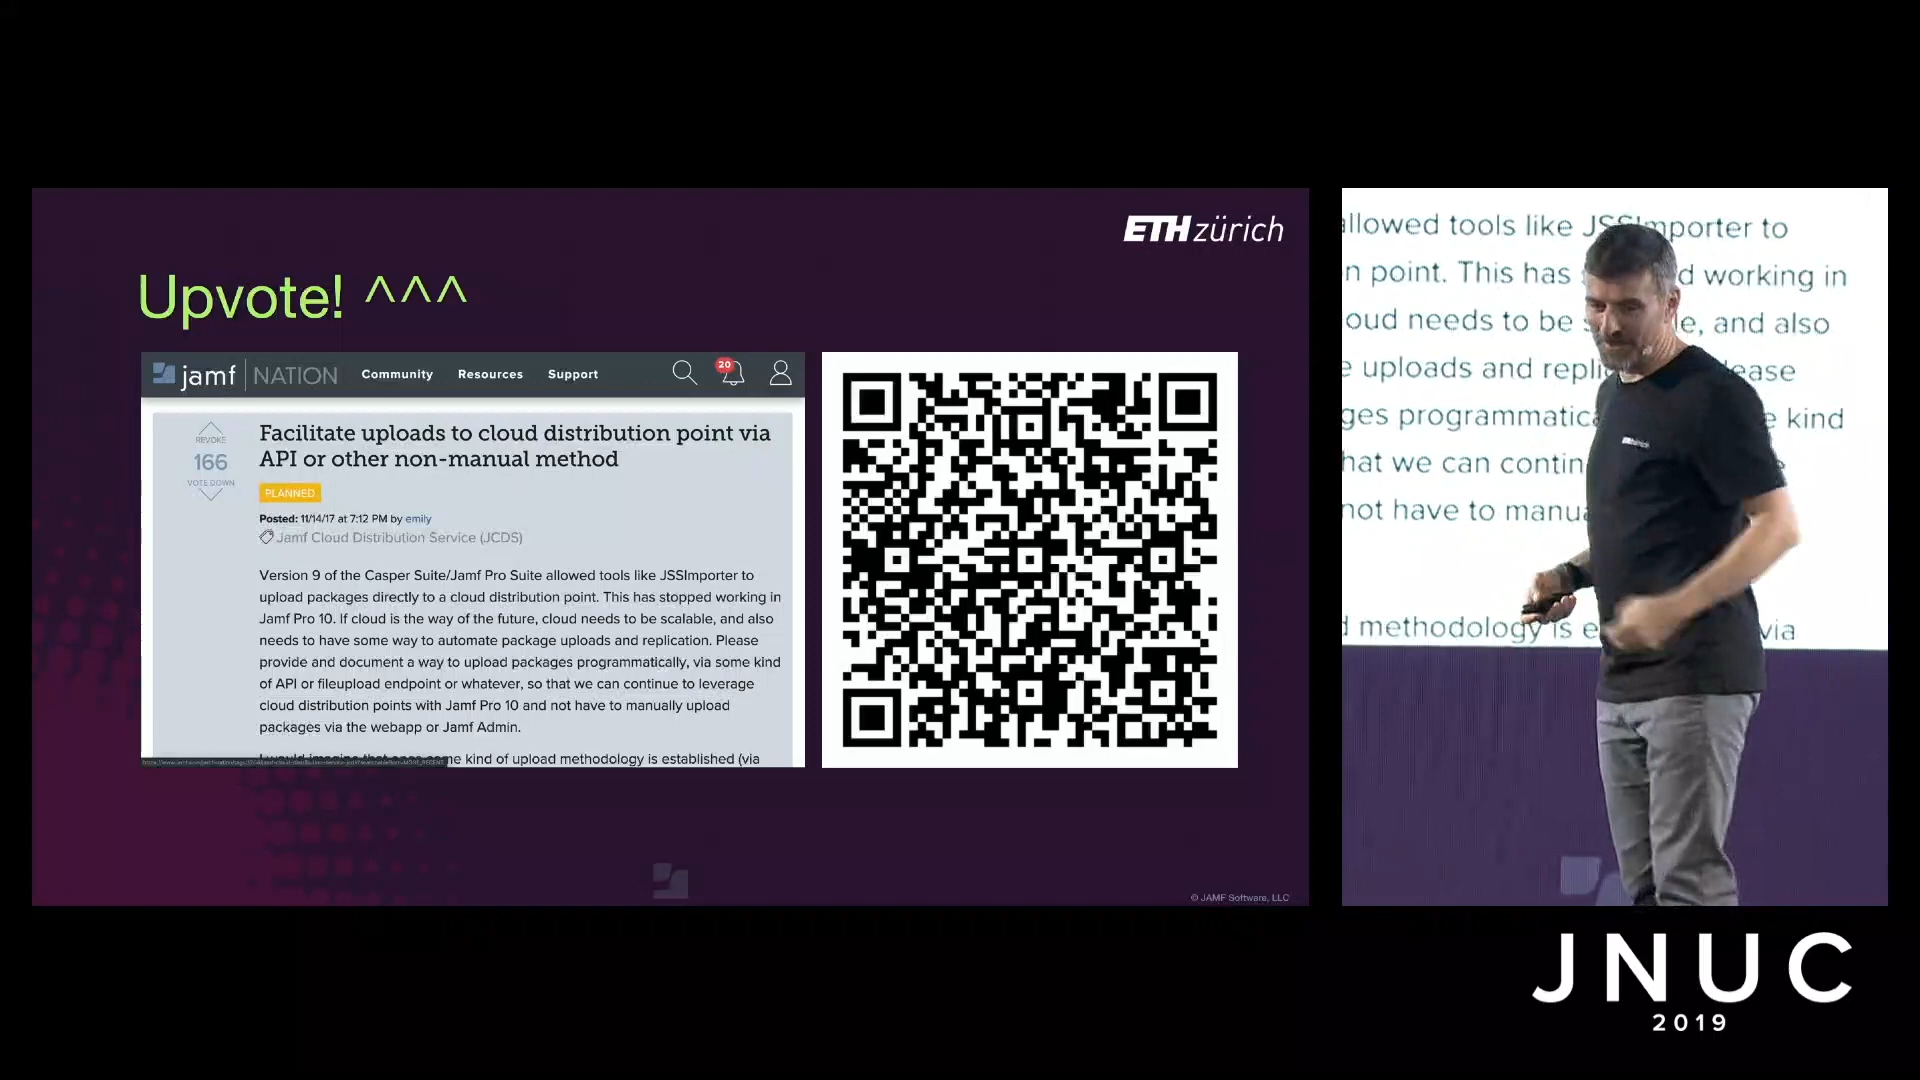 ETH zürich
Upvote! ^^^
jamf NATION Community Resources Support 20
REVOKE
166
VOTE DOWN
Facilitate uploads to cloud distribution point via
API or other non-manual method
PLANNED
Posted: 11/14/17 at 7:12 PM by emily
Jamf Cloud Distribution Service (JCDS)
Version 9 of the Casper Suite/Jamf Pro Suite allowed tools like JSSImporter to
upload packages directly to a cloud distribution point. This has stopped working in
Jamf Pro 10. If cloud is the way of the future, cloud needs to be scalable, and also
needs to have some way to automate package uploads and replication. Please
provide and document a way to upload packages programmatically, via some kind
of API or fileupload endpoint or whatever, so that we can continue to leverage
cloud distribution points with Jamf Pro 10 and not have to manually upload
packages via the webapp or Jamf Admin.
kind of upload methodology is established (via
© JAMF Software, LLC
allowed tools like JSSImporter to
n point. This has d working in
oud needs to be e, and also
e uploads and repli ease
ges programmatica e kind
hat we can contin
not have to manua
d methodology is e via
JNUC
2019